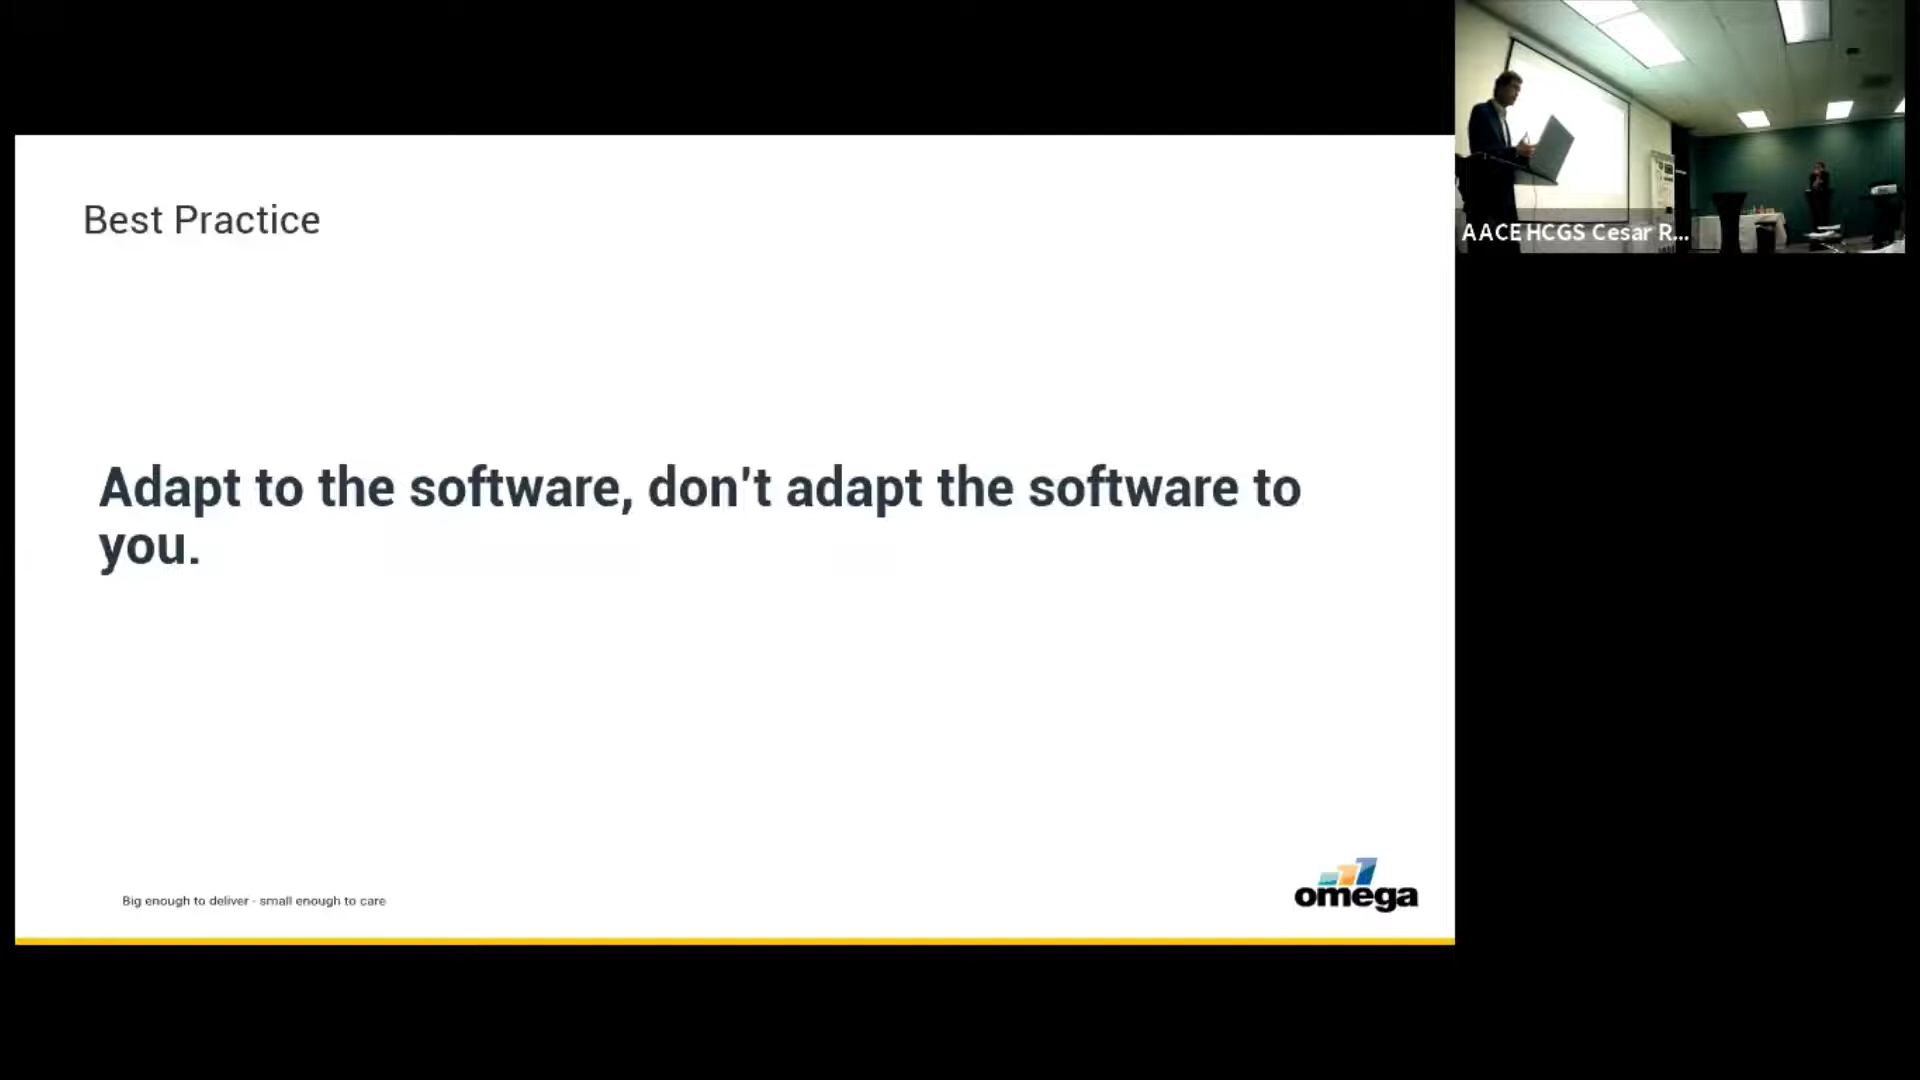 Best Practice
Adapt to the software, don't adapt the software to
you.
Big enough to deliver - small enough to care
omega
AACE HCGS Cesar R...